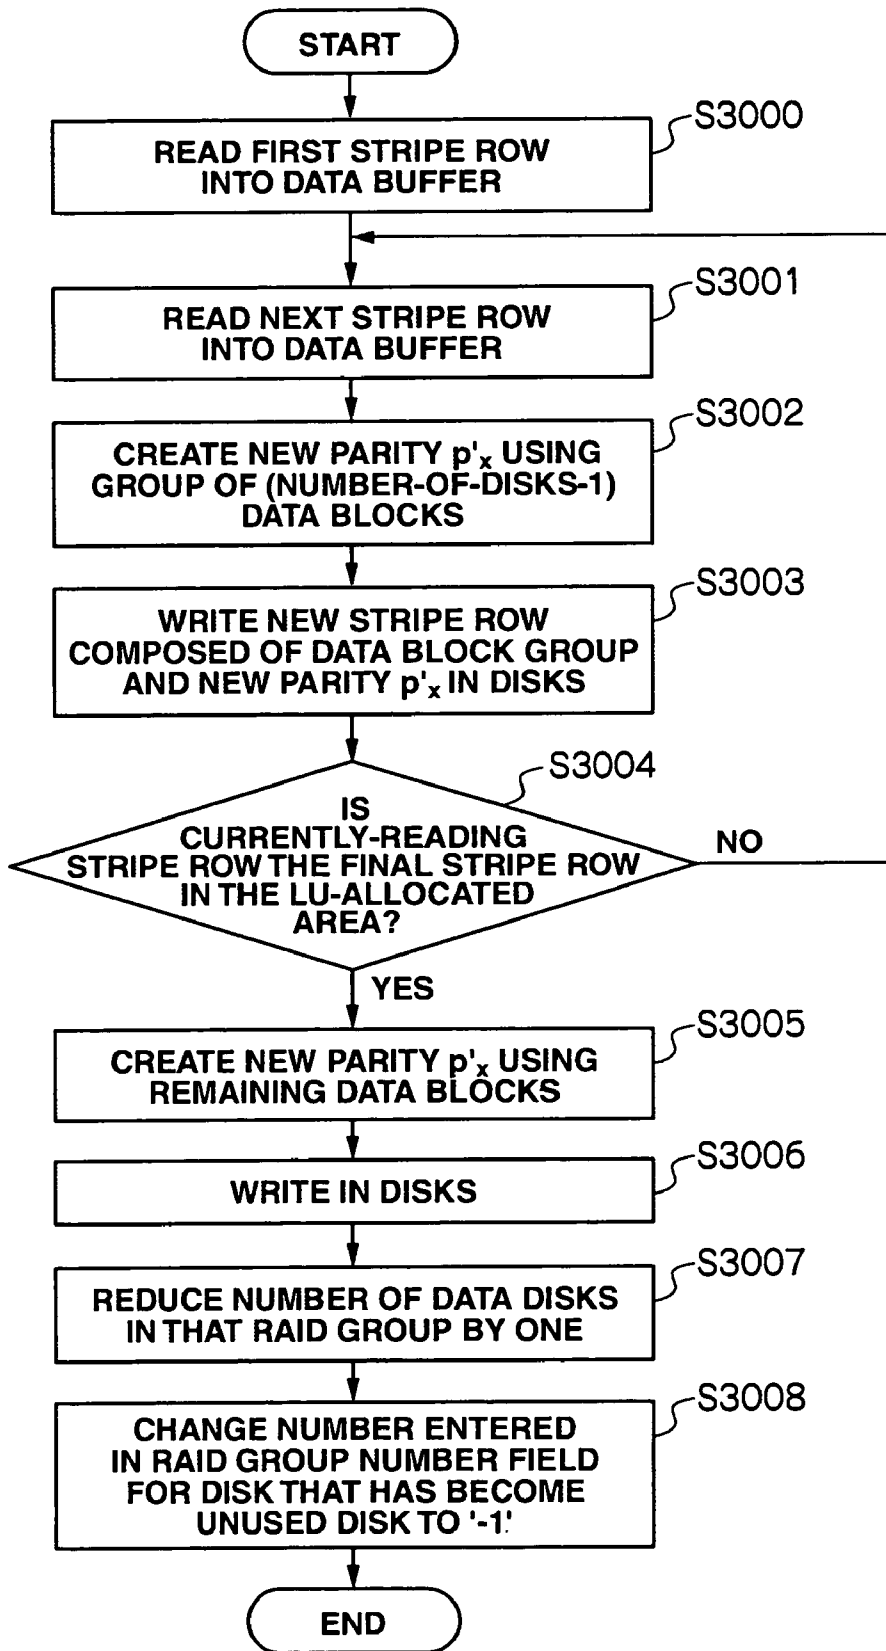 START
S3000
READ FIRST STRIPE ROW
INTO DATA BUFFER
S3001
READ NEXT STRIPE ROW
INTO DATA BUFFER
S3002
CREATE NEW PARITY p'x USING
GROUP OF (NUMBER-OF-DISKS-1)
DATA BLOCKS
S3003
WRITE NEW STRIPE ROW
COMPOSED OF DATA BLOCK GROUP
AND NEW PARITY p'x IN DISKS
S3004
IS
CURRENTLY-READING
STRIPE ROW THE FINAL STRIPE ROW
IN THE LU-ALLOCATED
AREA?
NO
YES
S3005
CREATE NEW PARITY p'x USING
REMAINING DATA BLOCKS
S3006
WRITE IN DISKS
S3007
REDUCE NUMBER OF DATA DISKS
IN THAT RAID GROUP BY ONE
S3008
CHANGE NUMBER ENTERED
IN RAID GROUP NUMBER FIELD
FOR DISK THAT HAS BECOME
UNUSED DISK TO '-1'
END